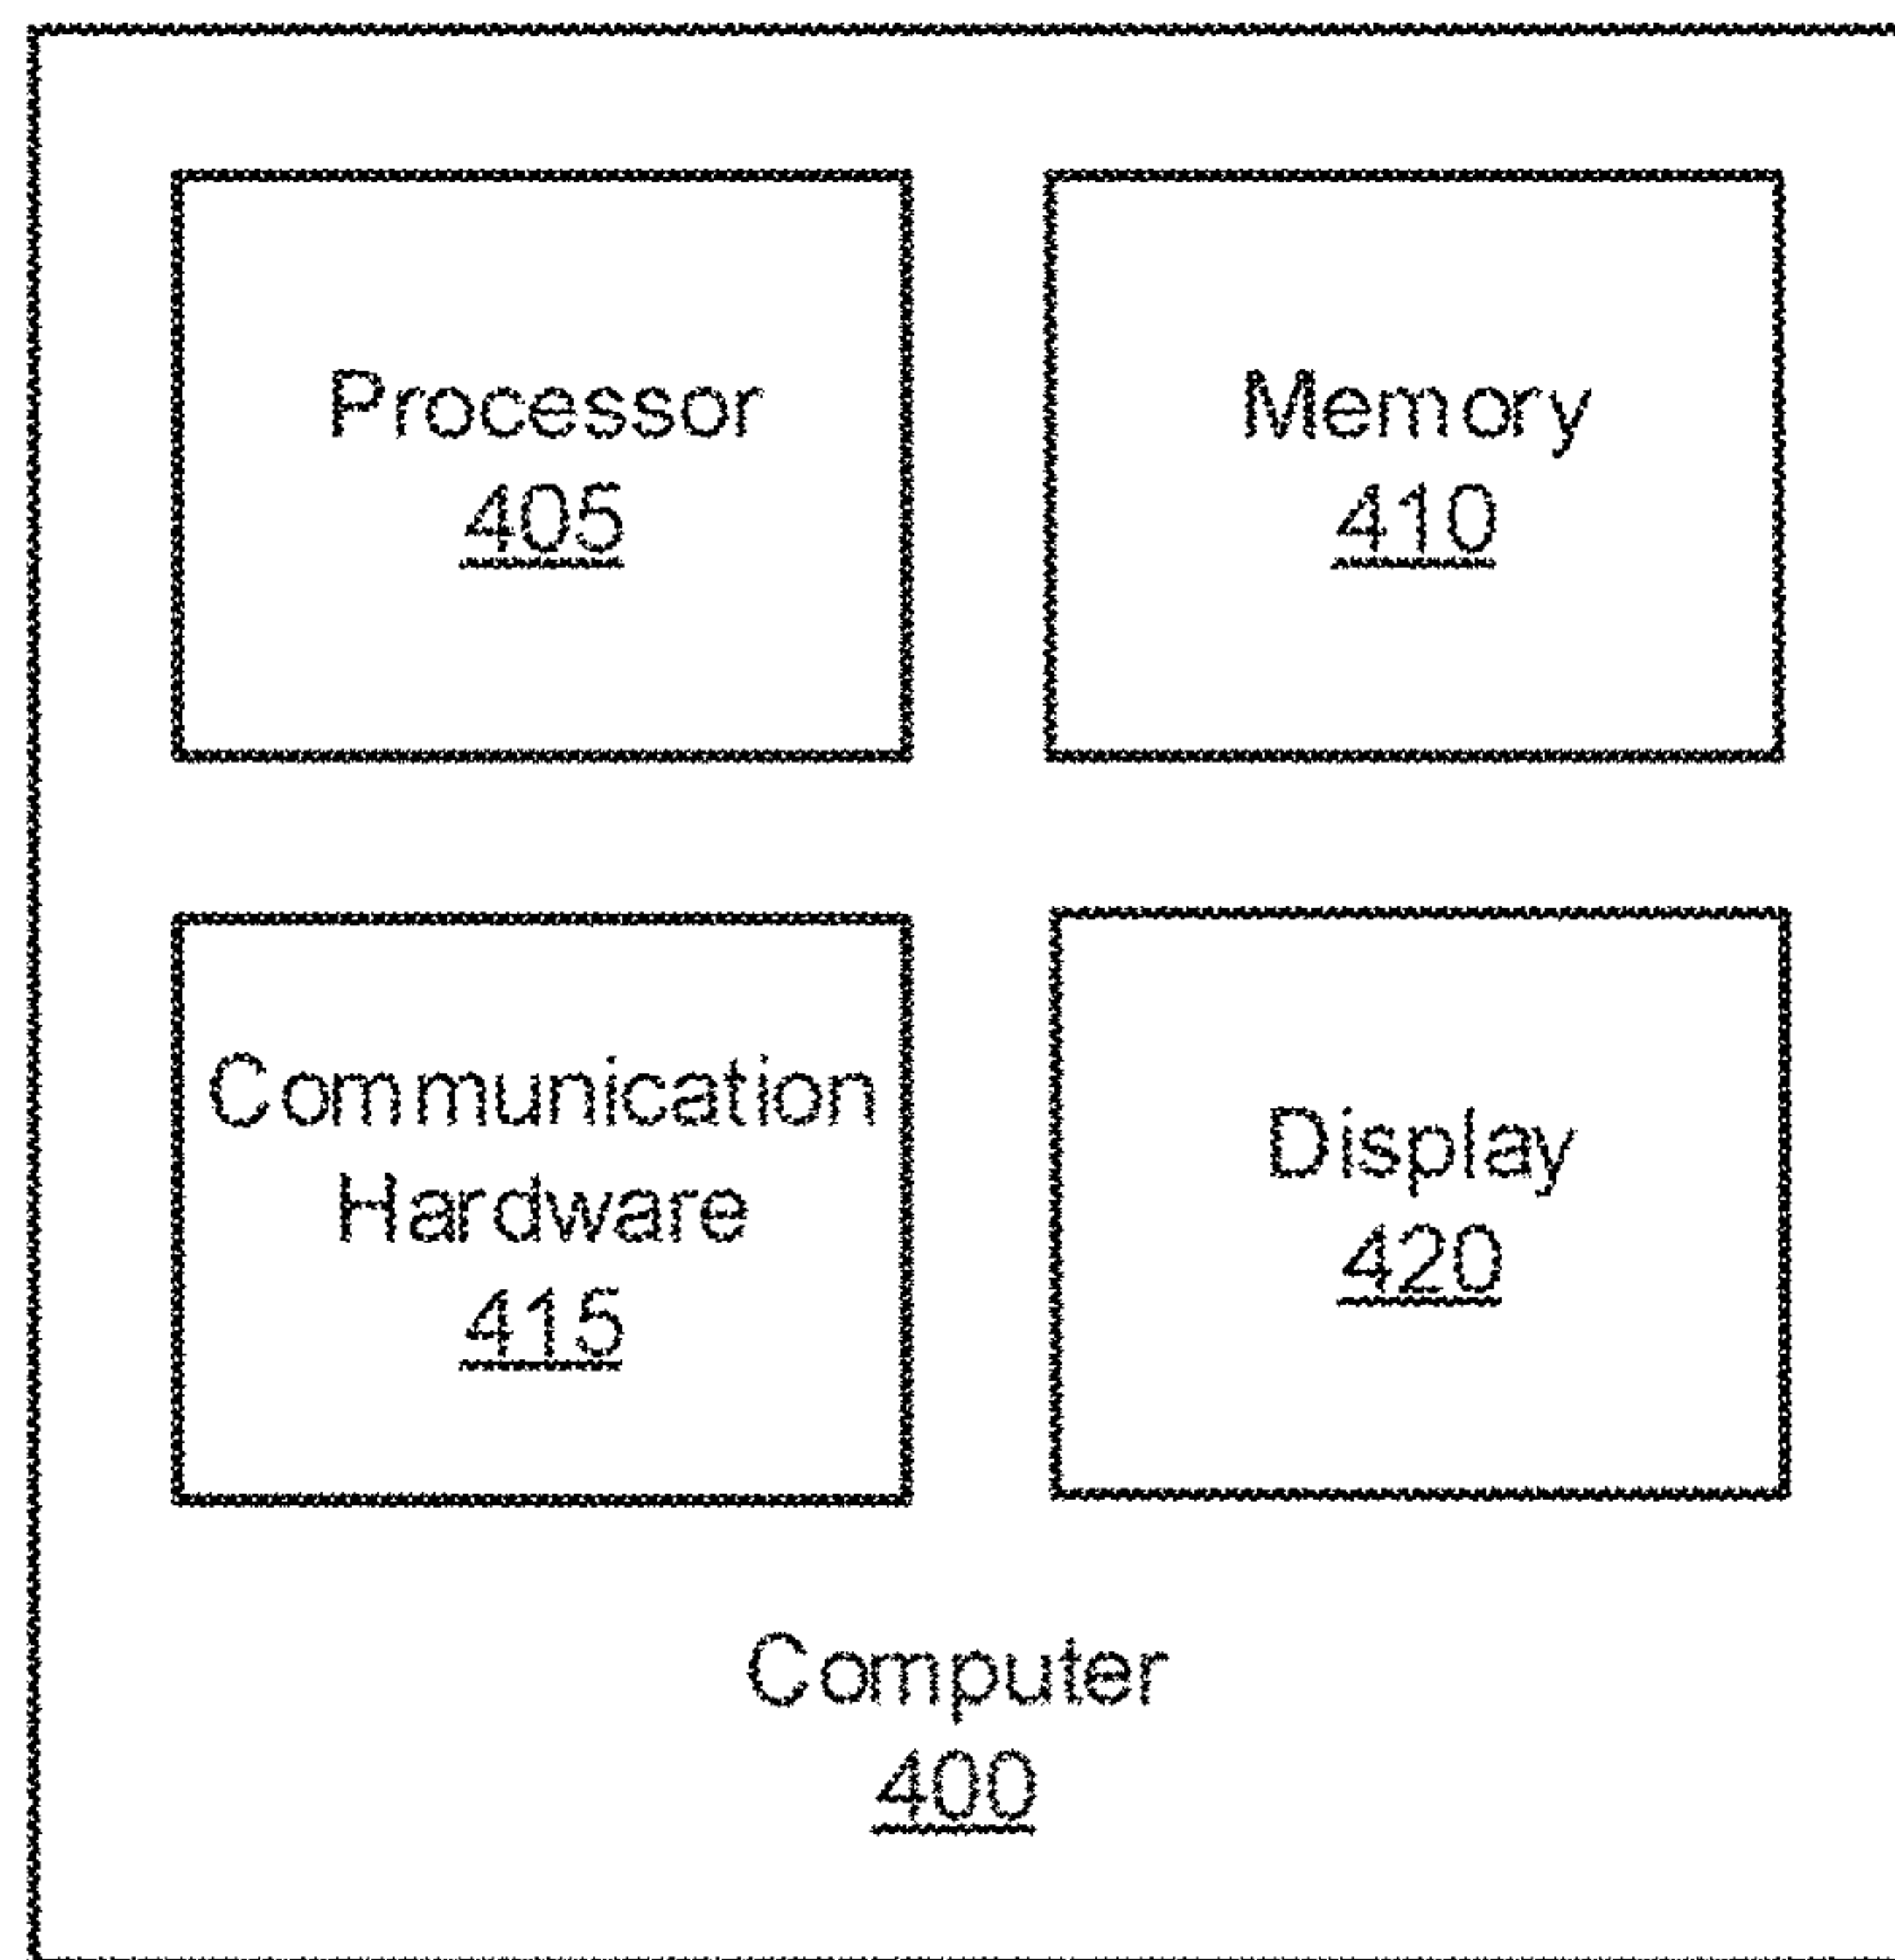 Processor
405
Memory
410
Communication
Hardware
415
Display
420
Computer
400